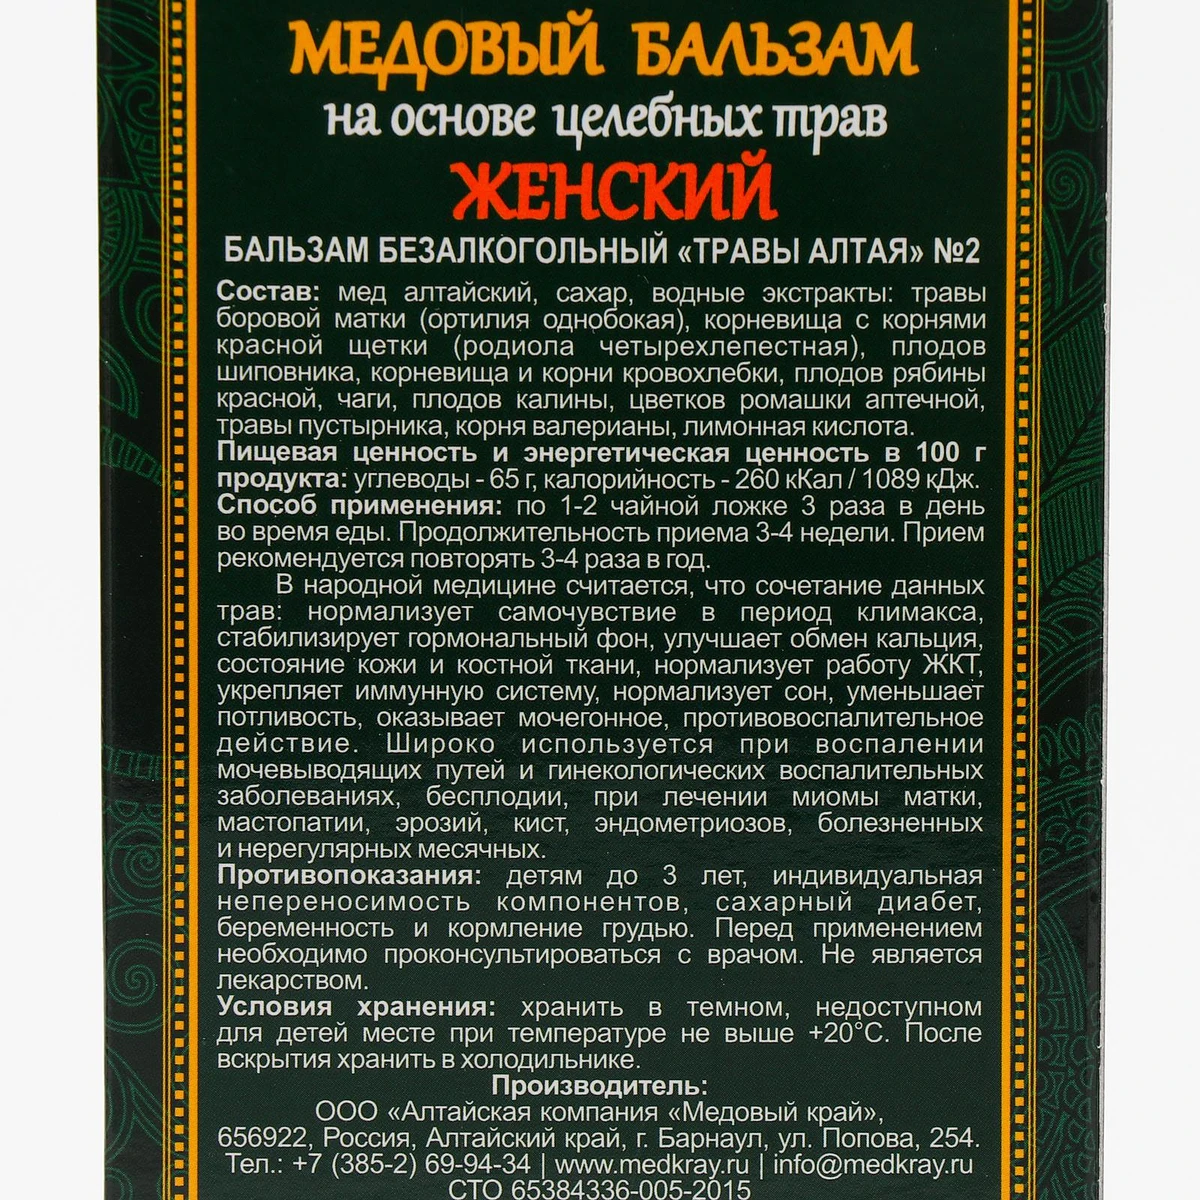 МЕДОВЫЙ БАЛЬЗАМ
на основе целебных трав
ЖЕНСКИЙ
БАЛЬЗАМ БЕЗАЛКОГОЛЬНЫЙ «ТРАВЫ АЛТАЯ» №2
Состав: мед алтайский, сахар, водные экстракты: травы
боровой матки (ортилия однобокая), корневища с корнями
красной щетки (родиола четырехлепестная), плодов
шиповника, корневища и корни кровохлебки, плодов рябины
красной, чаги, плодов калины, цветков ромашки аптечной,
травы пустырника, корня валерианы, лимонная кислота.
Пищевая ценность и энергетическая ценность в 100 г
продукта: углеводы - 65 г, калорийность - 260 кКал / 1089 кДж.
Способ применения: по 1-2 чайной ложке 3 раза в день
во время еды. Продолжительность приема 3-4 недели. Прием
рекомендуется повторять 3-4 раза в год.
В народной медицине считается, что сочетание данных
трав: нормализует самочувствие в период климакса,
стабилизирует гормональный фон, улучшает обмен кальция,
состояние кожи и костной ткани, нормализует работу ЖКТ,
укрепляет иммунную систему, нормализует сон, уменьшает
потливость, оказывает мочегонное, противовоспалительное
действие. Широко используется при воспалении
мочевыводящих путей и гинекологических воспалительных
заболеваниях, бесплодии, при лечении миомы матки,
мастопатии, эрозий, кист, эндометриозов, болезненных
и нерегулярных месячных.
Противопоказания: детям до 3 лет, индивидуальная
непереносимость компонентов, сахарный диабет,
беременность и кормление грудью. Перед применением
необходимо проконсультироваться с врачом. Не является
лекарством.
Условия хранения: хранить в темном, недоступном
для детей месте при температуре не выше +20°С. После
вскрытия хранить в холодильнике.
Производитель:
ООО «Алтайская компания «Медовый край»,
656922, Россия, Алтайский край, г. Барнаул, ул. Попова, 254.
Тел.: +7 (385-2) 69-94-34 | www.medkray.ru | info@medkray.ru
СТО 65384336-005-2015